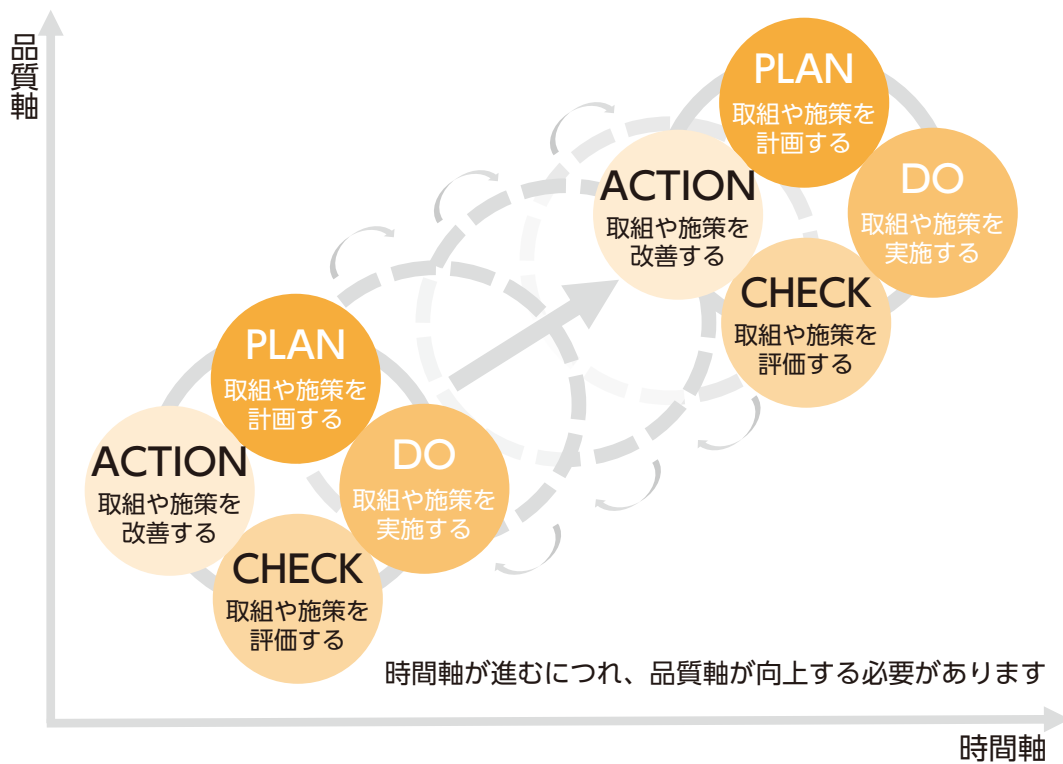 品質軸
PLAN
取組や施策を
計画する
DO
取組や施策を
実施する
ACTION
取組や施策を
改善する
CHECK
取組や施策を
評価する
PLAN
取組や施策を
計画する
DO
取組や施策を
実施する
ACTION
取組や施策を
改善する
CHECK
取組や施策を
評価する
時間軸が進むにつれ、品質軸が向上する必要があります
時間軸